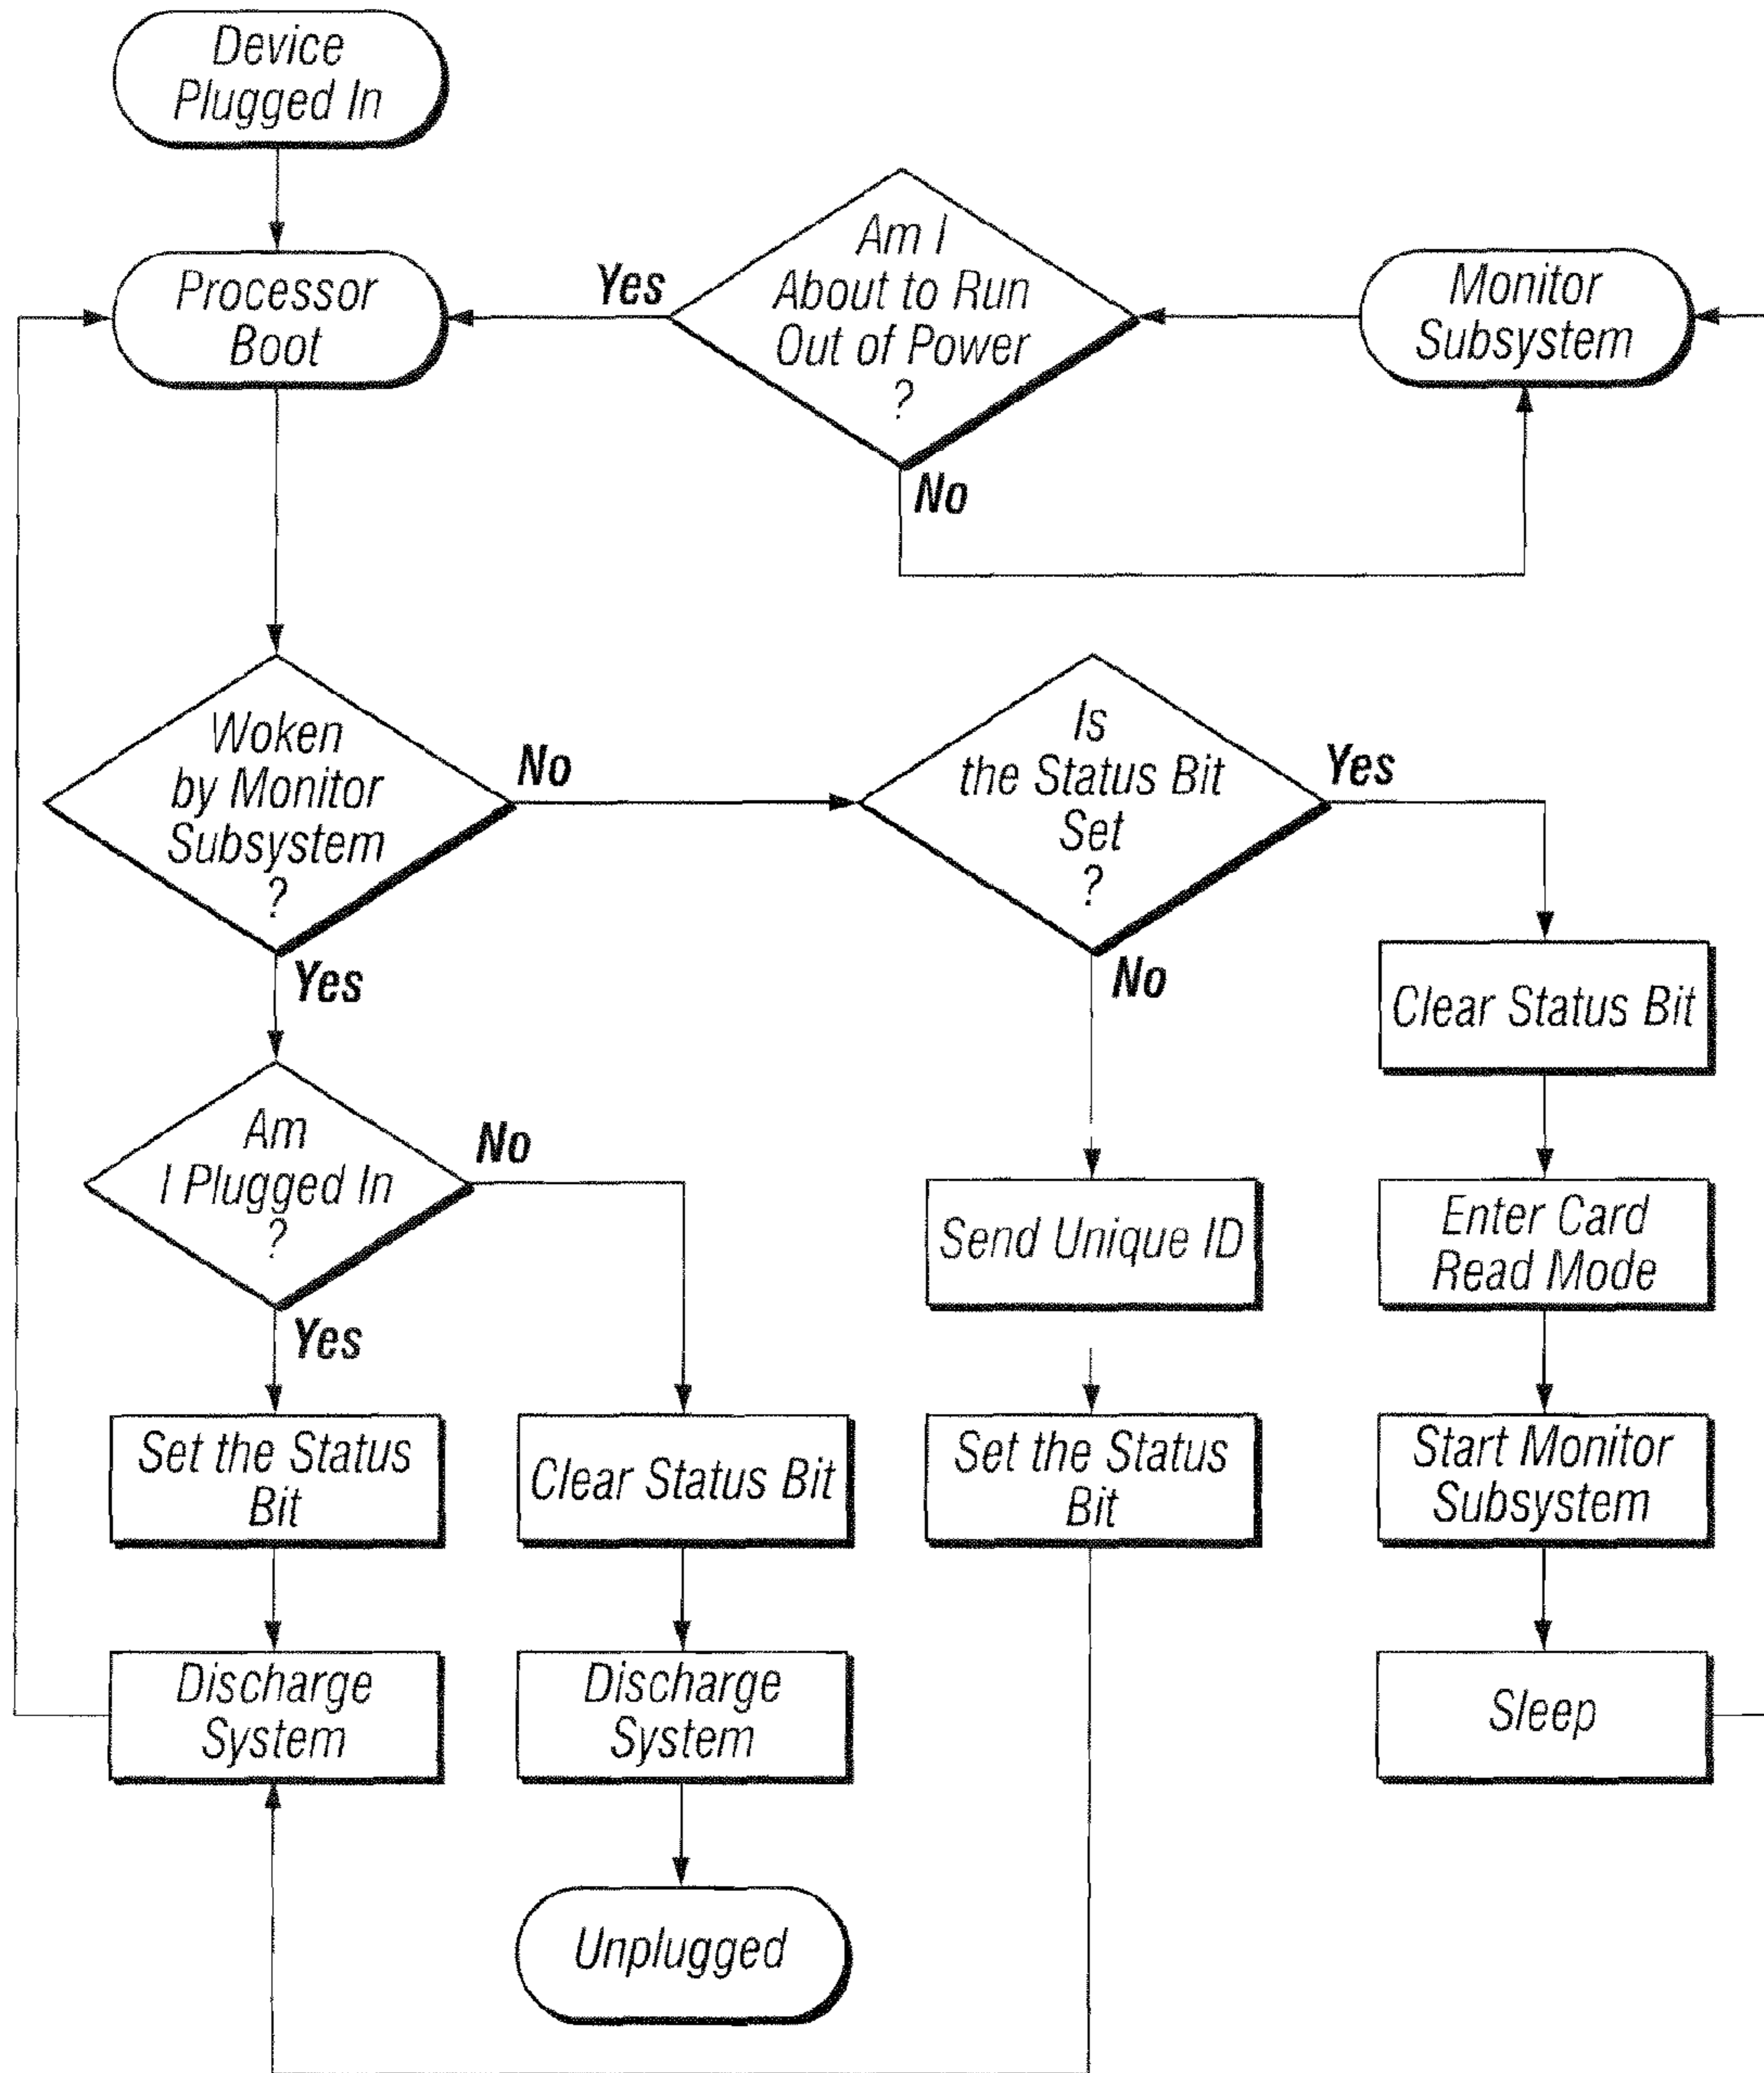 Device
Plugged In
Processor
Boot
Yes
Am I
About to Run
Out of Power
?
No
Monitor
Subsystem
Woken
by Monitor
Subsystem
?
No
Yes
Is
the Status Bit
Set
?
Yes
No
Clear Status Bit
Am
I Plugged In
?
No
Yes
Send Unique ID
Enter Card
Read Mode
Set the Status
Bit
Clear Status Bit
Set the Status
Bit
Start Monitor
Subsystem
Discharge
System
Discharge
System
Sleep
Unplugged